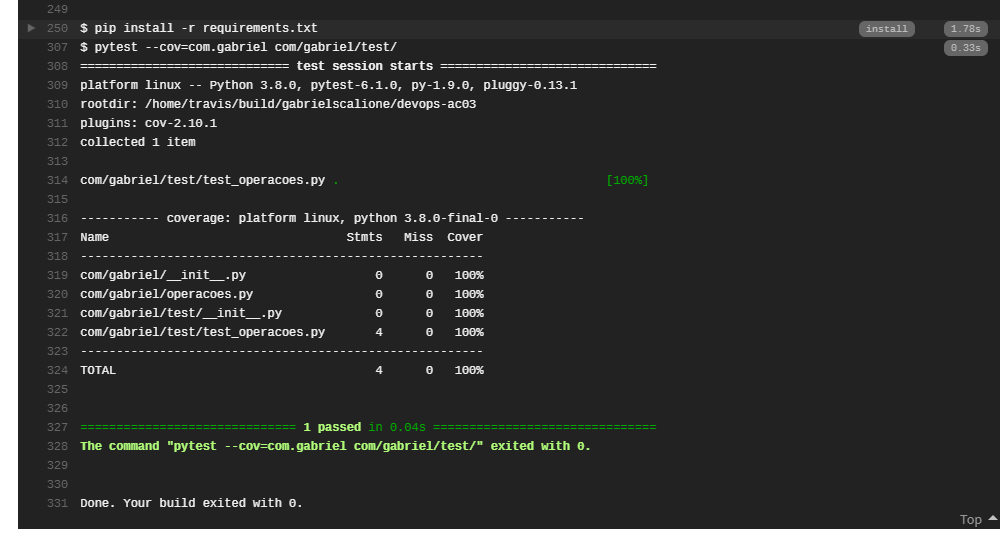 249
250 $ pip install -r requirements.txt install 1.78s
307 $ pytest --cov=com.gabriel com/gabriel/test/ 0.33s
308 ============================= test session starts ==============================
309 platform linux -- Python 3.8.0, pytest-6.1.0, py-1.9.0, pluggy-0.13.1
310 rootdir: /home/travis/build/gabrielscalione/devops-ac03
311 plugins: cov-2.10.1
312 collected 1 item
313
314 com/gabriel/test/test_operacoes.py . [100%]
315
316 ----------- coverage: platform linux, python 3.8.0-final-0 -----------
317 Name Stmts Miss Cover
318 --------------------------------------------------------
319 com/gabriel/__init__.py 0 0 100%
320 com/gabriel/operacoes.py 0 0 100%
321 com/gabriel/test/__init__.py 0 0 100%
322 com/gabriel/test/test_operacoes.py 4 0 100%
323 --------------------------------------------------------
324 TOTAL 4 0 100%
325
326
327 ============================== 1 passed in 0.04s ===============================
328 The command "pytest --cov=com.gabriel com/gabriel/test/" exited with 0.
329
330
331 Done. Your build exited with 0.
Top